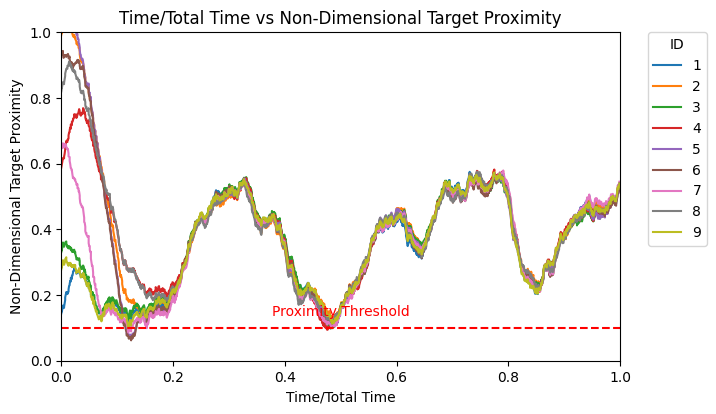 Time/Total Time vs Non-Dimensional Target Proximity
ID
1
2
3
4
5
6
7
8
9
Non-Dimensional Target Proximity
1.0
0.8
0.6
0.4
0.2
0.0
Proximity Threshold
0.0 0.2 0.4 0.6 0.8 1.0
Time/Total Time